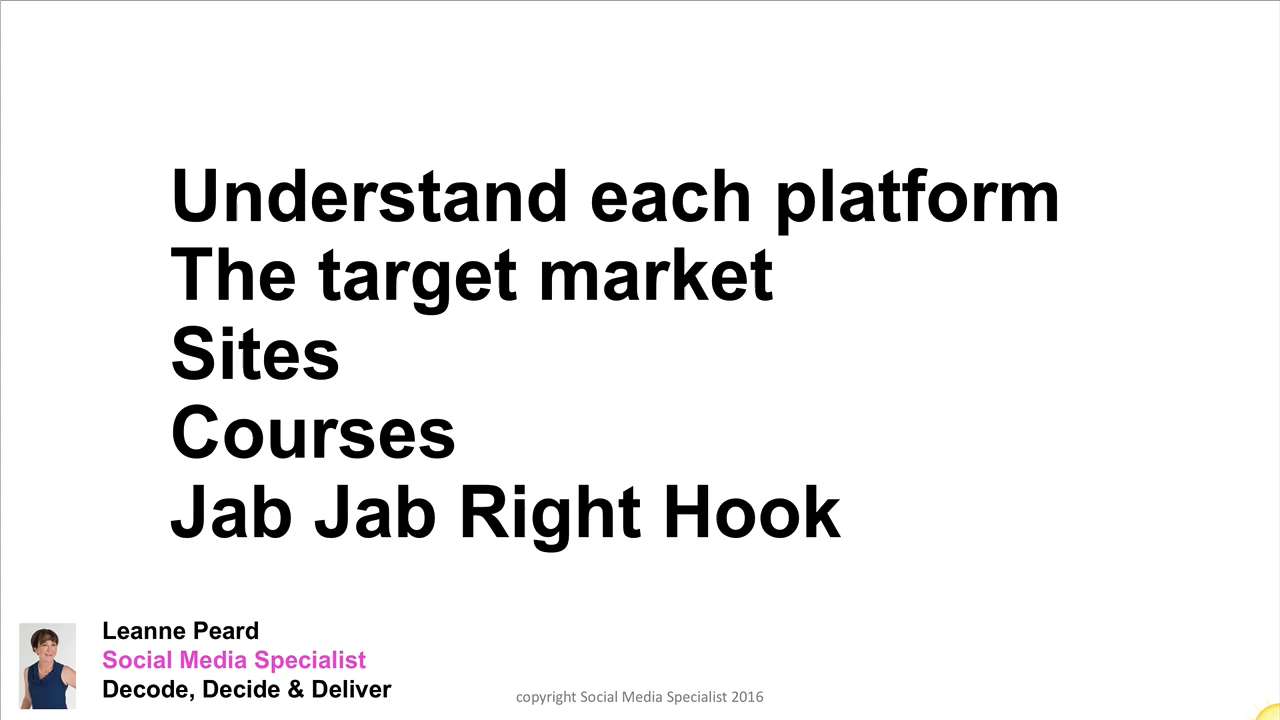 Understand each platform
The target market
Sites
Courses
Jab Jab Right Hook
Leanne Peard
Social Media Specialist
Decode, Decide & Deliver
copyright Social Media Specialist 2016